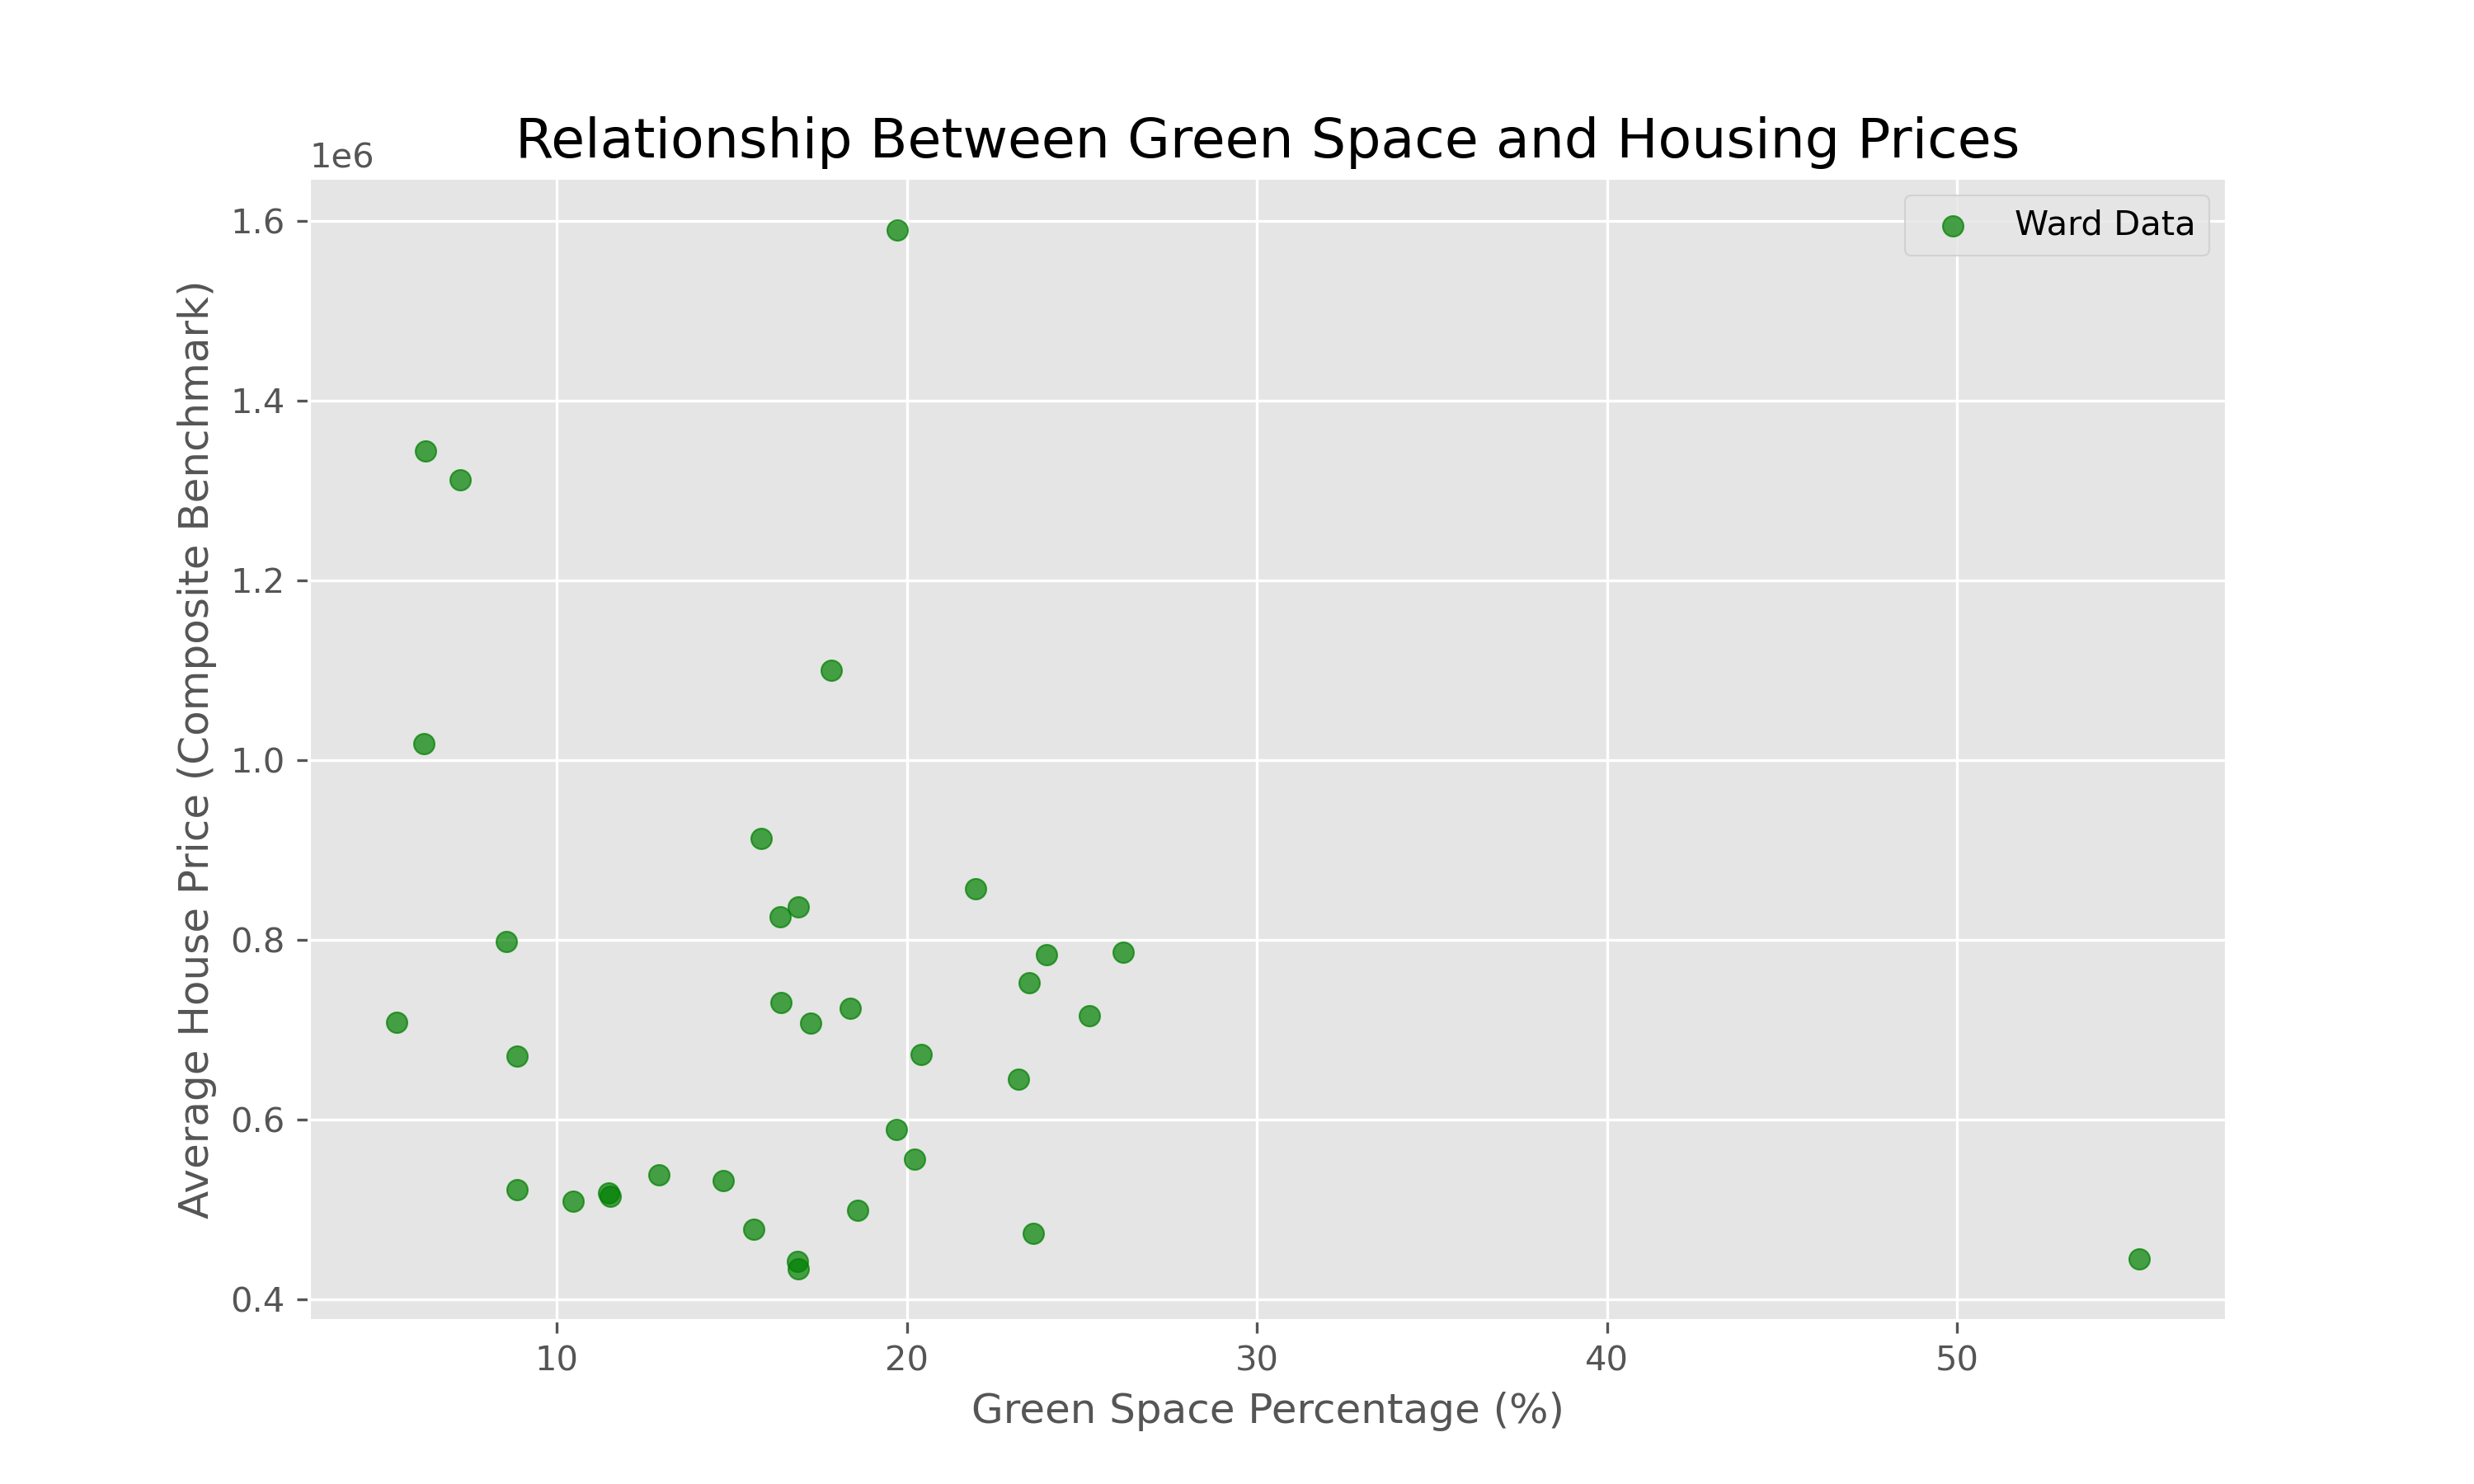 Relationship Between Green Space and Housing Prices
1e6
Ward Data
1.6
1.4
1.2
1.0
0.8
0.6
0.4
Average House Price (Composite Benchmark)
10
20
30
40
50
Green Space Percentage (%)